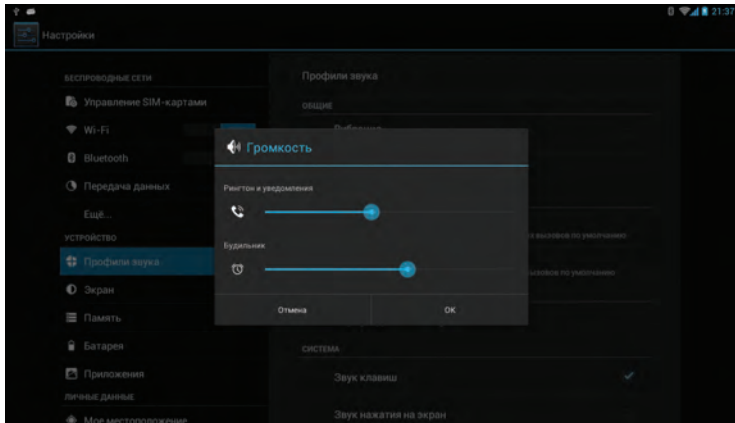 21:37
Настройки
БЕСПРОВОДНЫЕ СЕТИ
Управление SIM-картами
Wi-Fi
Bluetooth
Передача данных
Ещё...
УСТРОЙСТВО
Профили звука
Экран
Память
Батарея
Приложения
ЛИЧНЫЕ ДАННЫЕ
Мое местоположение
Профили звука
ОБЩИЕ
вызовов по умолчанию
вызовов по умолчанию
СИСТЕМА
Звук клавиш
Звук нажатия на экран
Громкость
Рингтон и уведомления
Будильник
Отмена
OK